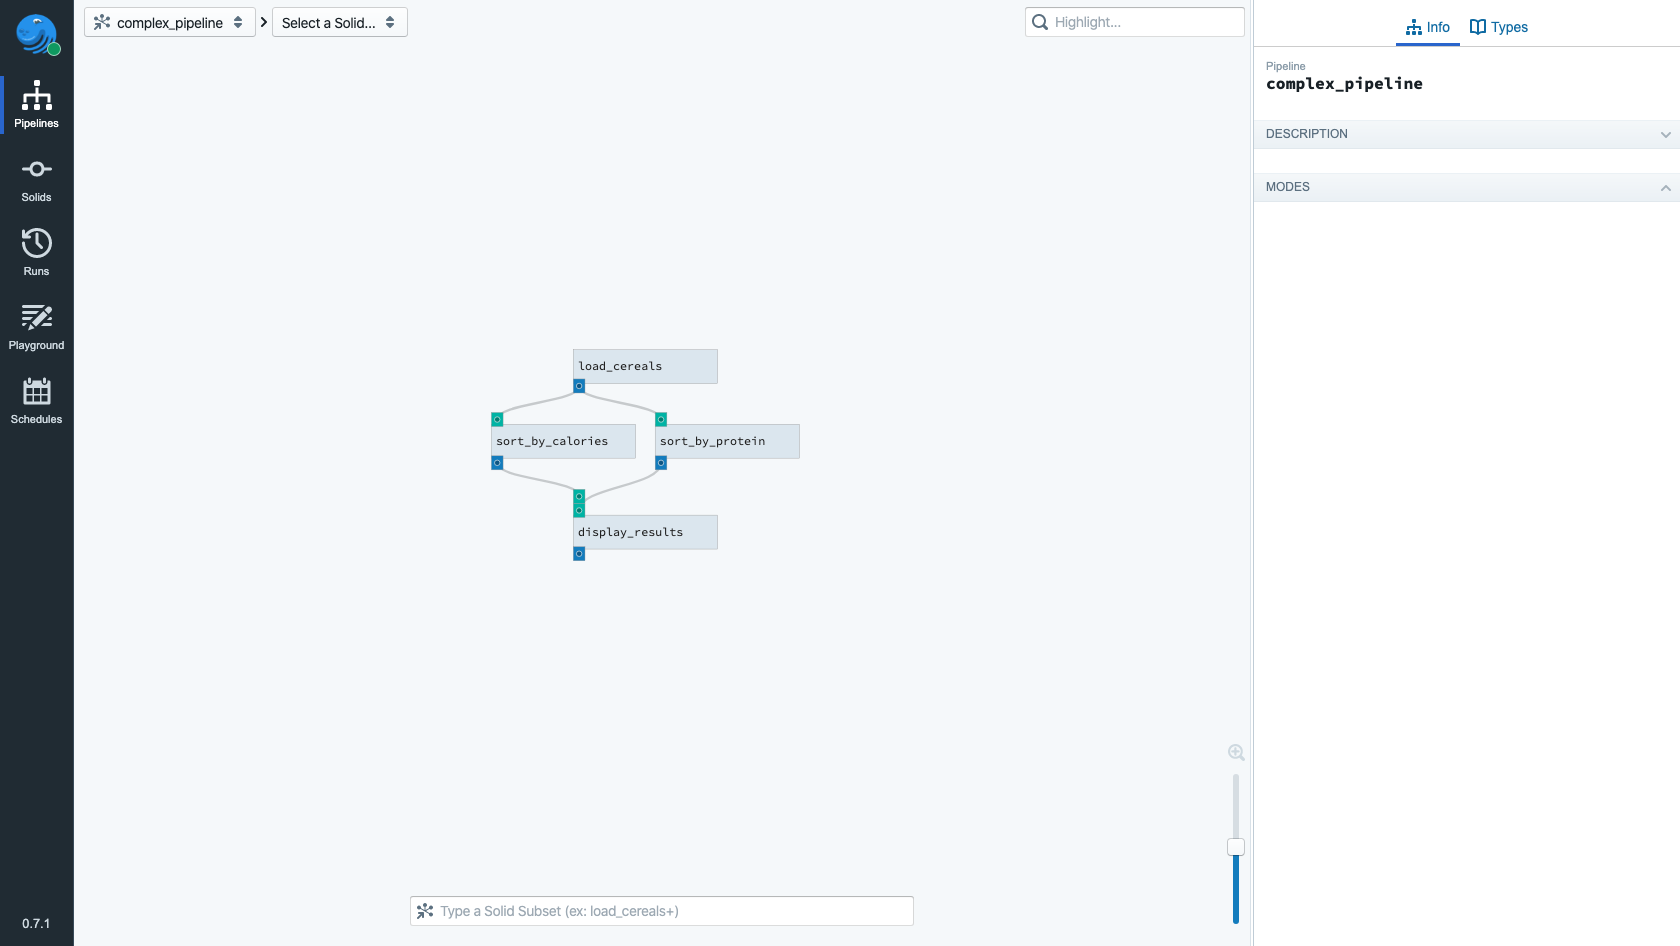 complex_pipeline
Select a Solid...
Highlight...
Info
Types
Pipelines
Solids
Runs
Playground
Schedules
0.7.1
load_cereals
sort_by_calories
sort_by_protein
display_results
Type a Solid Subset (ex: load_cereals+)
Pipeline
complex_pipeline
DESCRIPTION
MODES